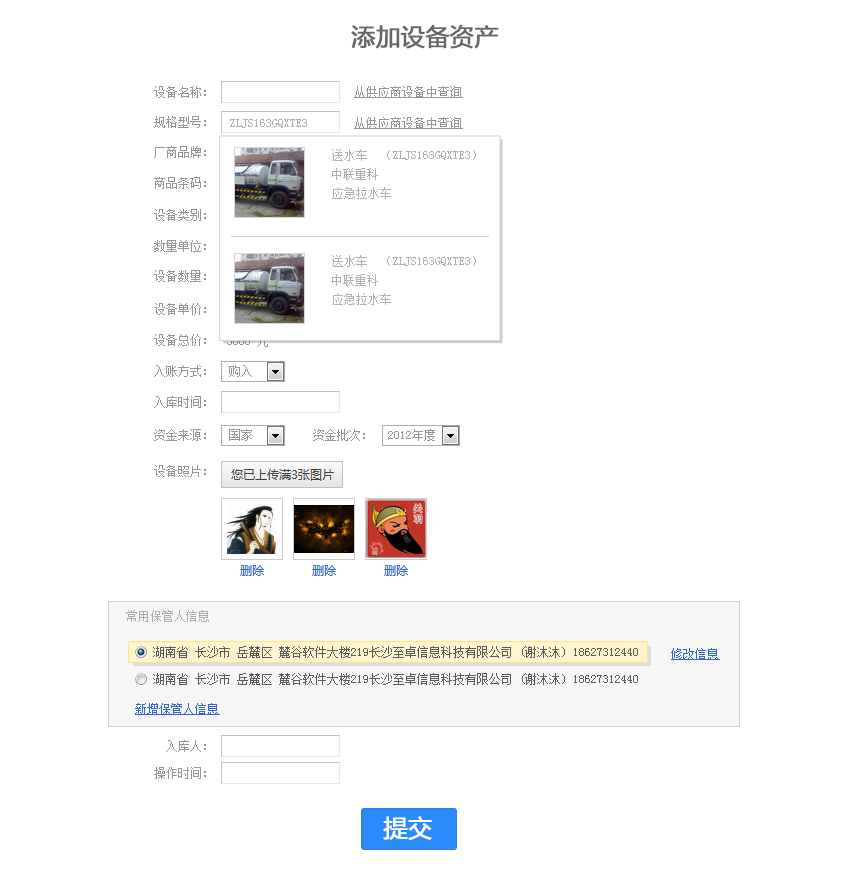 添加设备资产
设备名称： 从供应商设备中查询
规格型号： ZLJS163GQXTE3 从供应商设备中查询
厂商品牌：
送水车 （ZLJS163GQXTE3）
中联重科
商品条码：
应急拉水车
设备类别：
数量单位：
送水车 （ZLJS163GQXTE3）
设备数量：
中联重科
应急拉水车
设备单价：
设备总价： 元
入账方式： 购入
入库时间：
资金来源： 国家 资金批次： 2012年度
设备照片： 您已上传满3张图片
关羽
删除 删除 删除
常用保管人信息
湖南省 长沙市 岳麓区 麓谷软件大楼219长沙至卓信息科技有限公司 （谢沐沐）18627312440 修改信息
湖南省 长沙市 岳麓区 麓谷软件大楼219长沙至卓信息科技有限公司 （谢沐沐）18627312440
新增保管人信息
入库人：
操作时间：
提交